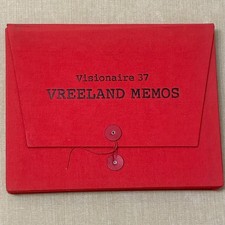 Visionaire 37
VREELAND MEMOS